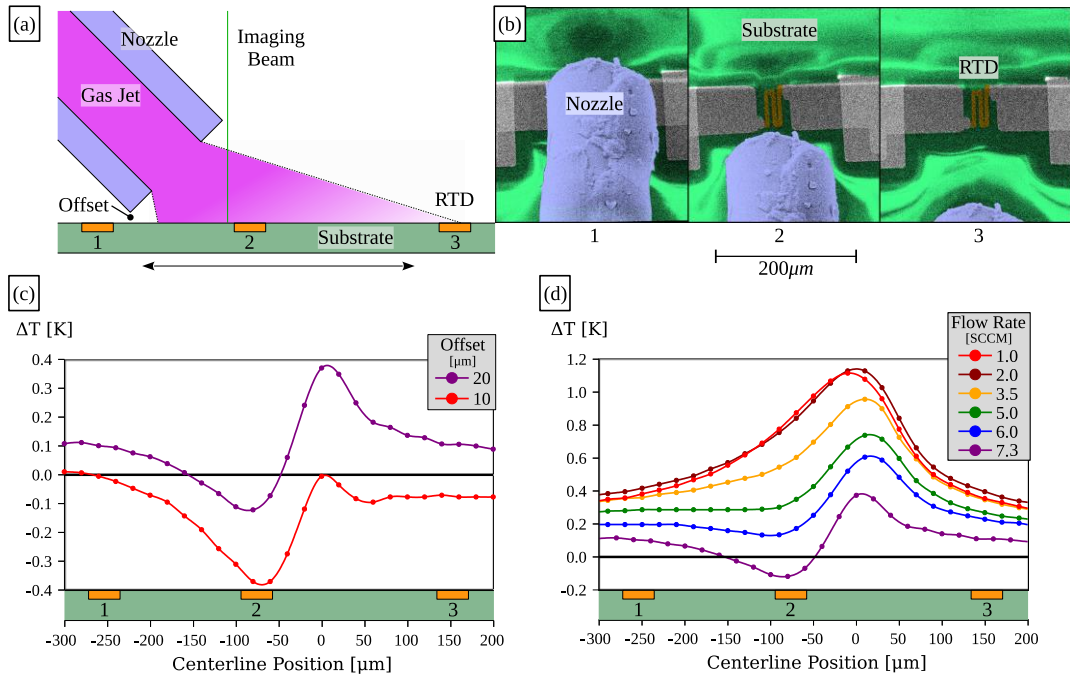 (a)
Nozzle
Imaging
Beam
Gas Jet
Offset
RTD
Substrate
1
2
3
(b)
Substrate
RTD
Nozzle
1
2
3
200μm
(c)
ΔT [K]
Offset
[μm]
20
10
0.4
0.3
0.2
0.1
0.0
-0.1
-0.2
-0.3
-0.4
1
2
3
-300 -250 -200 -150 -100 -50 0 50 100 150 200
Centerline Position [μm]
(d)
ΔT [K]
Flow Rate
[SCCM]
1.0
2.0
3.5
5.0
6.0
7.3
1.2
1.0
0.8
0.6
0.4
0.2
0.0
-0.2
1
2
3
-300 -250 -200 -150 -100 -50 0 50 100 150 200
Centerline Position [μm]